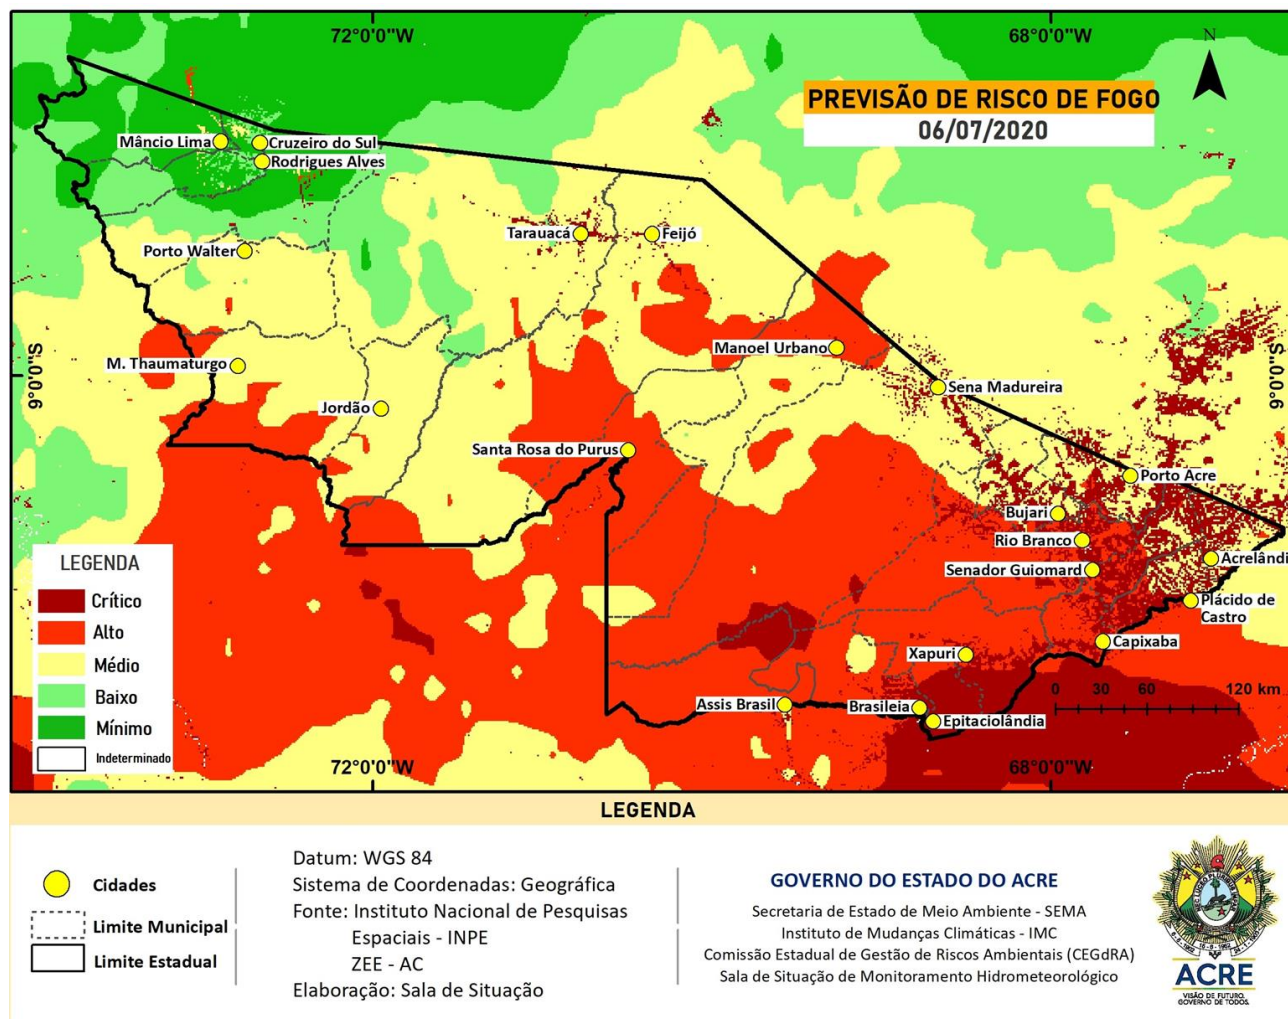 72°0'0"W
68°0'0"W
N
PREVISÃO DE RISCO DE FOGO
06/07/2020
Mâncio Lima
Cruzeiro do Sul
Rodrigues Alves
Tarauacá
Feijó
Porto Walter
9°0'0"S
9°0'0"S
M. Thaumaturgo
Manoel Urbano
Sena Madureira
Jordão
Santa Rosa do Purus
Porto Acre
Bujari
Rio Branco
Acrelândi
Senador Guiomard
Plácido de
Castro
Capixaba
Xapuri
Assis Brasil
Brasileia
Epitaciolândia
0 30 60 120 km
72°0'0"W
68°0'0"W
LEGENDA
Crítico
Alto
Médio
Baixo
Mínimo
Indeterminado
LEGENDA
Cidades
Limite Municipal
Limite Estadual
Datum: WGS 84
Sistema de Coordenadas: Geográfica
Fonte: Instituto Nacional de Pesquisas
Espaciais - INPE
ZEE - AC
Elaboração: Sala de Situação
GOVERNO DO ESTADO DO ACRE
Secretaria de Estado de Meio Ambiente - SEMA
Instituto de Mudanças Climáticas - IMC
Comissão Estadual de Gestão de Riscos Ambientais (CEGdRA)
Sala de Situação de Monitoramento Hidrometeorológico
ACRE
VISÃO DE FUTURO.
GOVERNO DE TODOS.